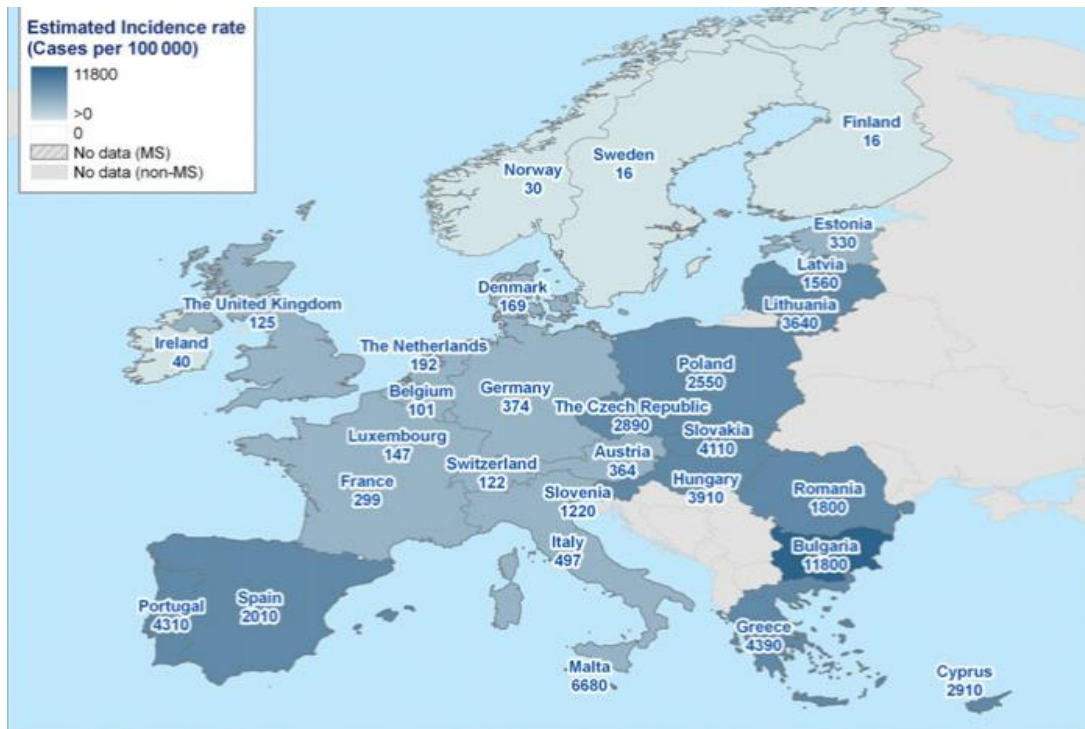 Estimated Incidence rate
(Cases per 100 000)
11800
>0
0
No data (MS)
No data (non-MS)
Finland
16
Sweden
16
Norway
30
Estonia
330
Latvia
1560
Lithuania
3640
Denmark
169
The United Kingdom
125
Ireland
40
The Netherlands
192
Belgium
101
Germany
374
Poland
2550
The Czech Republic
2890
Slovakia
4110
Luxembourg
147
Austria
364
Switzerland
122
France
299
Hungary
3910
Slovenia
1220
Romania
1800
Italy
497
Bulgaria
11800
Portugal
4310
Spain
2010
Greece
4390
Malta
6680
Cyprus
2910